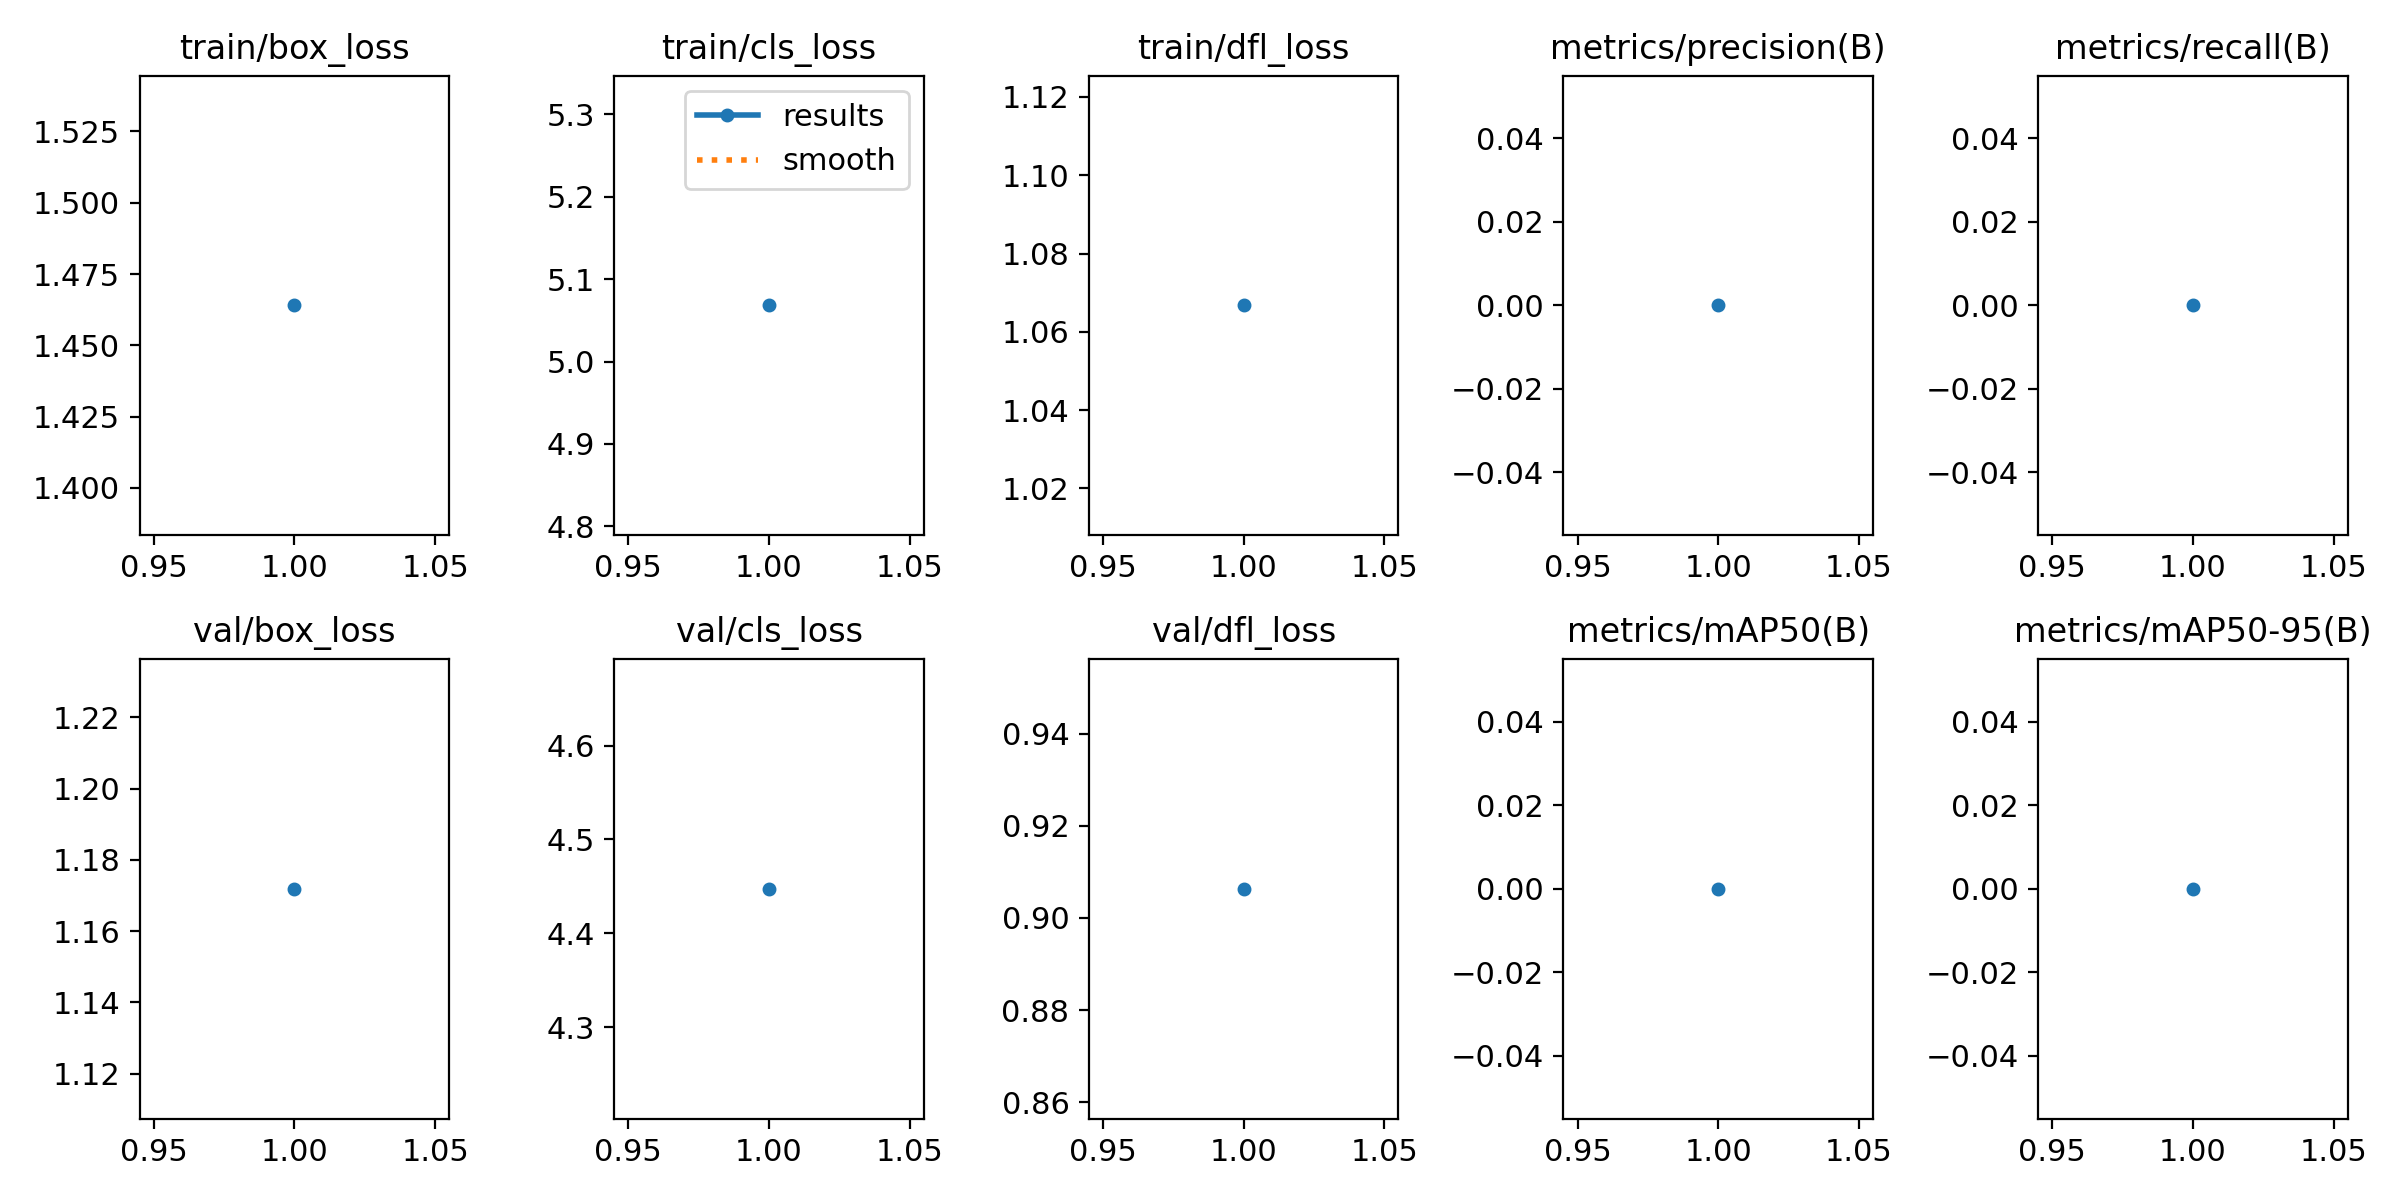 train/box_loss
train/cls_loss
train/dfl_loss
metrics/precision(B)
metrics/recall(B)
1.525
1.500
1.475
1.450
1.425
1.400
0.95 1.00 1.05
results
smooth
5.3
5.2
5.1
5.0
4.9
4.8
0.95 1.00 1.05
1.12
1.10
1.08
1.06
1.04
1.02
0.95 1.00 1.05
0.04
0.02
0.00
−0.02
−0.04
0.95 1.00 1.05
0.04
0.02
0.00
−0.02
−0.04
0.95 1.00 1.05
val/box_loss
val/cls_loss
val/dfl_loss
metrics/mAP50(B)
metrics/mAP50-95(B)
1.22
1.20
1.18
1.16
1.14
1.12
0.95 1.00 1.05
4.6
4.5
4.4
4.3
0.95 1.00 1.05
0.94
0.92
0.90
0.88
0.86
0.95 1.00 1.05
0.04
0.02
0.00
−0.02
−0.04
0.95 1.00 1.05
0.04
0.02
0.00
−0.02
−0.04
0.95 1.00 1.05